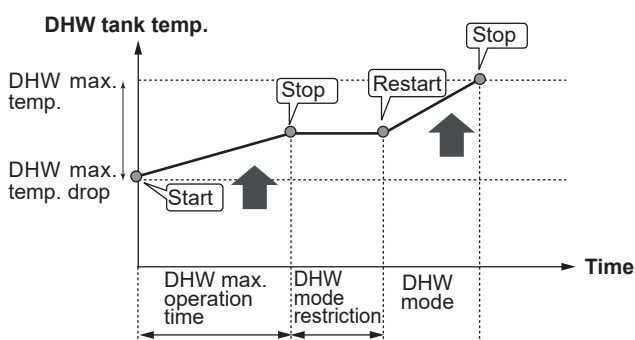 DHW tank temp.
Stop
DHW max.
temp.
Stop
Restart
DHW max.
temp. drop
Start
Time
DHW max.
operation
time
DHW
mode
restriction
DHW
mode